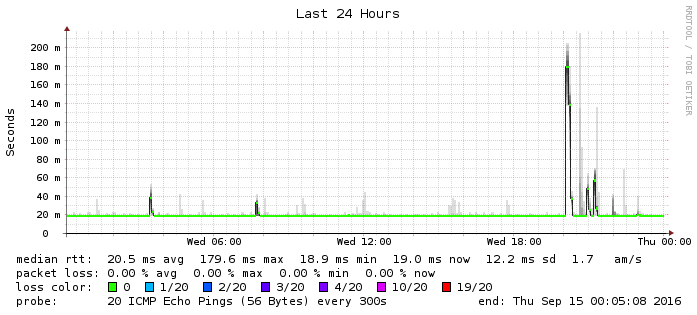 Last 24 Hours
RRDTOOL / TOBI OETIKER
Seconds
200 m
180 m
160 m
140 m
120 m
100 m
80 m
60 m
40 m
20 m
0
Wed 06:00 Wed 12:00 Wed 18:00 Thu 00:00
median rtt: 20.5 ms avg 179.6 ms max 18.9 ms min 19.0 ms now 12.2 ms sd 1.7 am/s
packet loss: 0.00 % avg 0.00 % max 0.00 % min 0.00 % now
loss color: 0 1/20 2/20 3/20 4/20 10/20 19/20
probe: 20 ICMP Echo Pings (56 Bytes) every 300s end: Thu Sep 15 00:05:08 2016